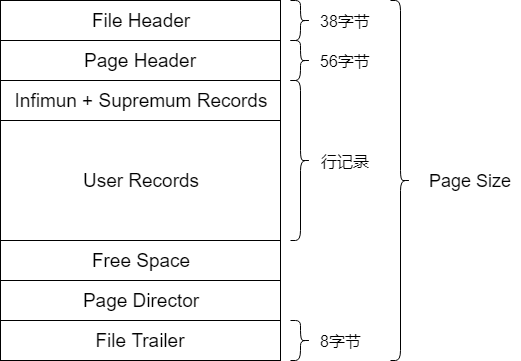 File Header
38字节
Page Header
56字节
Infimun + Supremum Records
User Records
行记录
Page Size
Free Space
Page Director
File Trailer
8字节